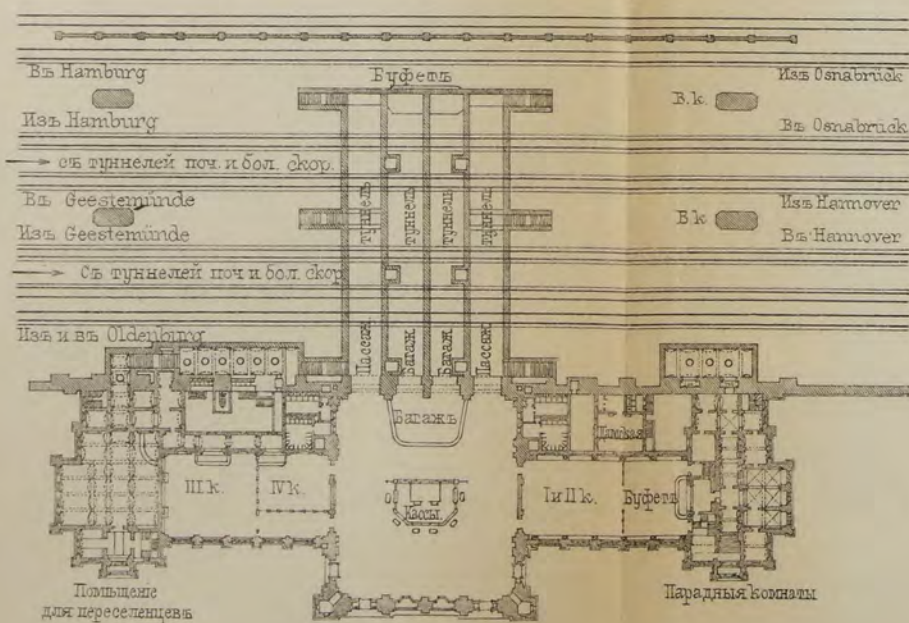 Въ Hamburg
Буфетъ
Изъ Osnabrück
В.к.
Изъ Hamburg
Въ Osnabrück
съ туннелей поч. и бол. скор.
Въ Geestemünde
Изъ Hannover
В.к.
Изъ Geestemünde
Въ Hannover
туннель
туннель
туннель
туннель
Съ туннелей поч. и бол. скор.
Изъ и въ Oldenburg
Пассаж.
Багаж.
Багаж.
Пассаж.
Багажъ
Дамская
III к.
IV к.
Кассы.
I и II к.
Буфетъ
Помѣщеніе
для переселенцевъ
Парадныя комнаты